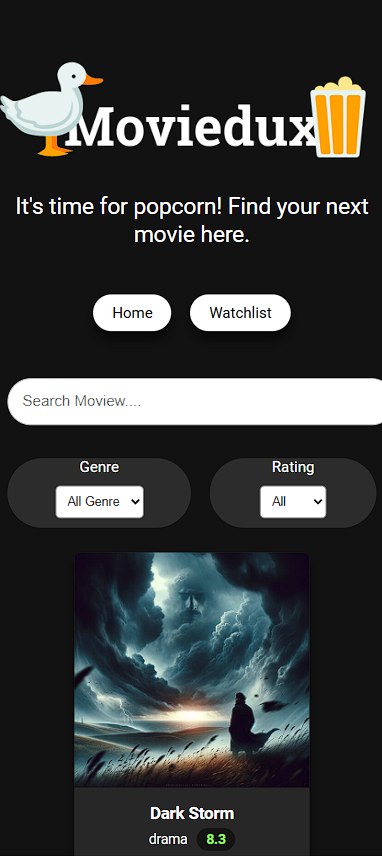 Moviedux
It's time for popcorn! Find your next
movie here.
Home
Watchlist
Search Moview....
Genre
Rating
All Genre
All
Dark Storm
drama
8.3